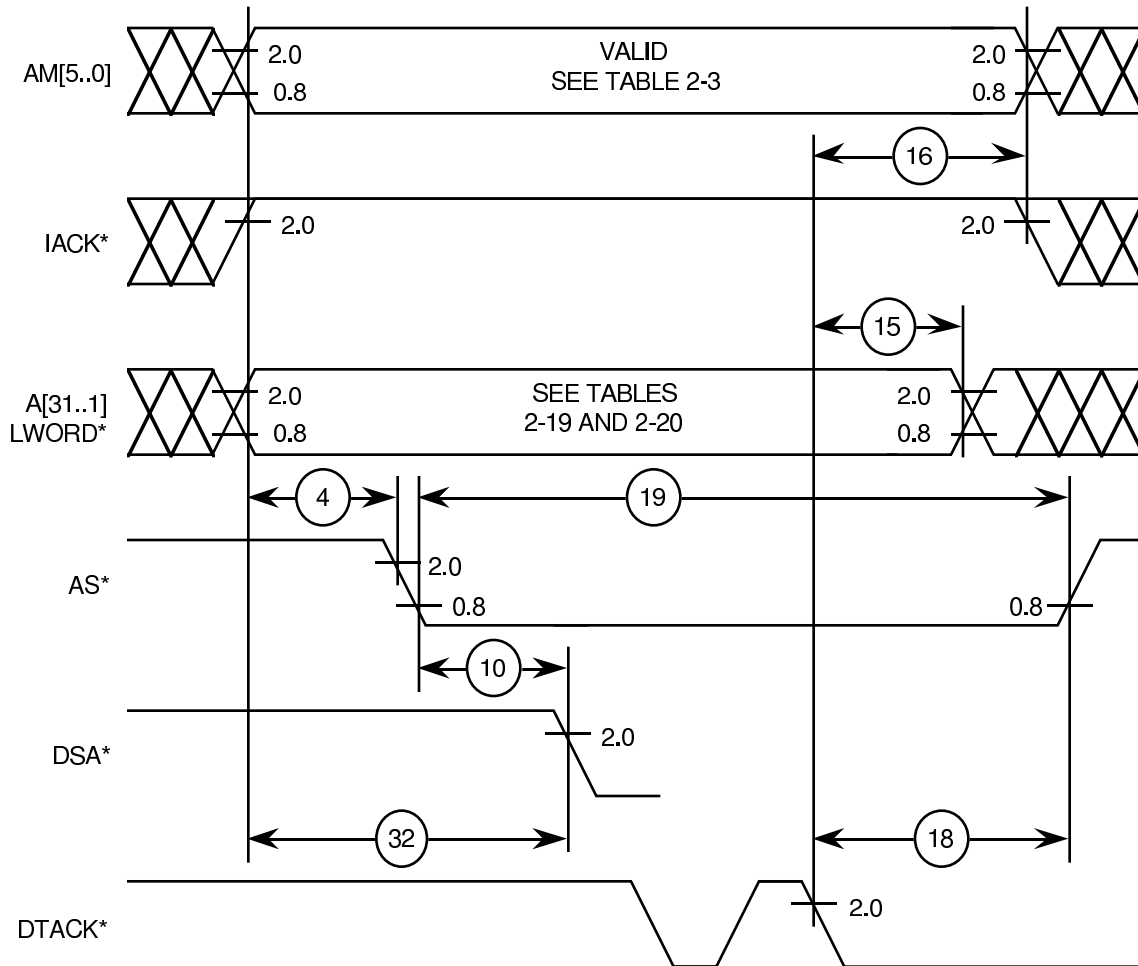 AM[5..0]
2.0
0.8
VALID
SEE TABLE 2-3
2.0
0.8
16
IACK*
2.0
2.0
15
A[31..1]
LWORD*
2.0
0.8
SEE TABLES
2-19 AND 2-20
2.0
0.8
4
19
AS*
2.0
0.8
0.8
10
DSA*
2.0
32
18
DTACK*
2.0